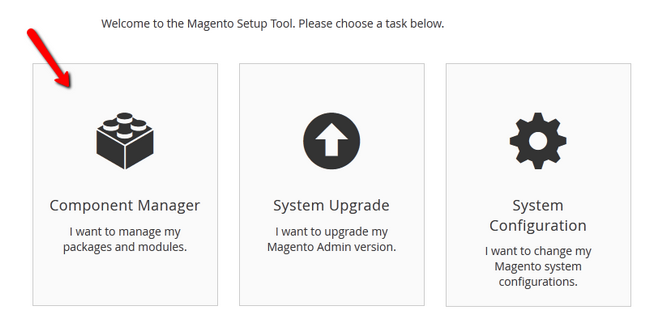 Welcome to the Magento Setup Tool. Please choose a task below.
Component Manager
I want to manage my
packages and modules.
System Upgrade
I want to upgrade my
Magento Admin version.
System
Configuration
I want to change my
Magento system
configurations.